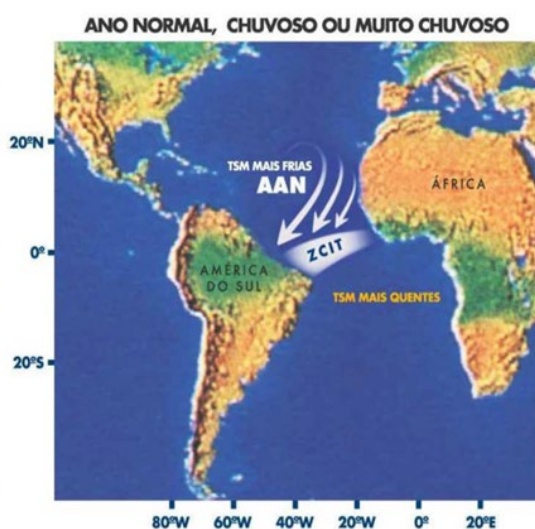 ANO NORMAL, CHUVOSO OU MUITO CHUVOSO
20ºN
TSM MAIS FRIAS
AAN
ÁFRICA
0º
ZCIT
AMÉRICA
DO SUL
TSM MAIS QUENTES
20ºS
80ºW 60ºW 40ºW 20ºW 0º 20ºE